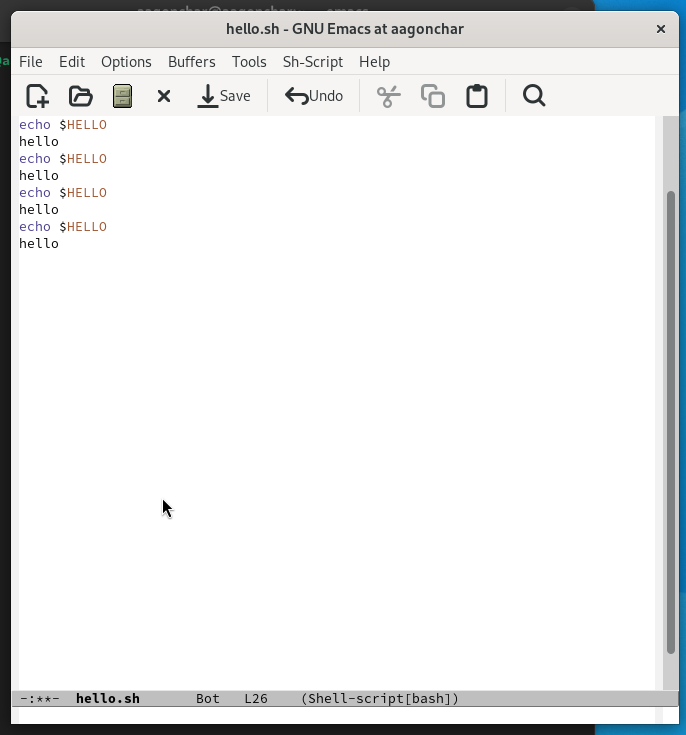 hello.sh - GNU Emacs at aagonchar
File Edit Options Buffers Tools Sh-Script Help
Save Undo
echo $HELLO
hello
echo $HELLO
hello
echo $HELLO
hello
echo $HELLO
hello
-:**- hello.sh Bot L26 (Shell-script[bash])